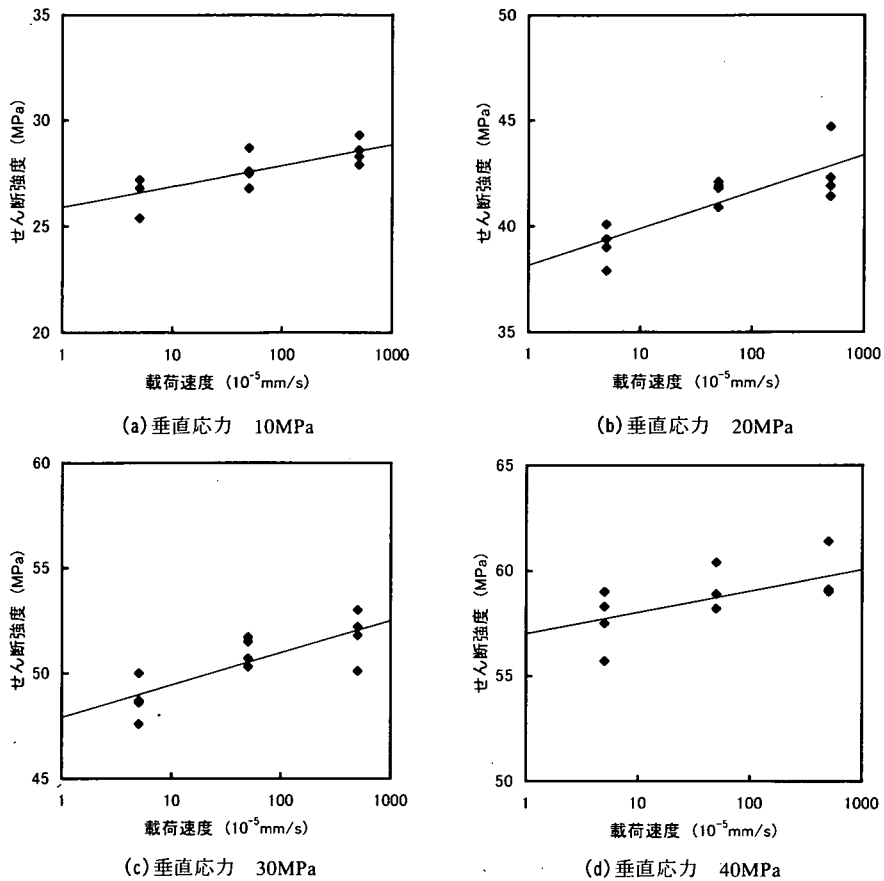 35
30
25
20
せん断強度 (MPa)
1 10 100 1000
載荷速度 (10⁻⁵mm/s)
(a)垂直応力 10MPa
50
45
40
35
せん断強度 (MPa)
1 10 100 1000
載荷速度 (10⁻⁵mm/s)
(b)垂直応力 20MPa
60
55
50
45
せん断強度 (MPa)
1 10 100 1000
載荷速度 (10⁻⁵mm/s)
(c)垂直応力 30MPa
65
60
55
50
せん断強度 (MPa)
1 10 100 1000
載荷速度 (10⁻⁵mm/s)
(d)垂直応力 40MPa